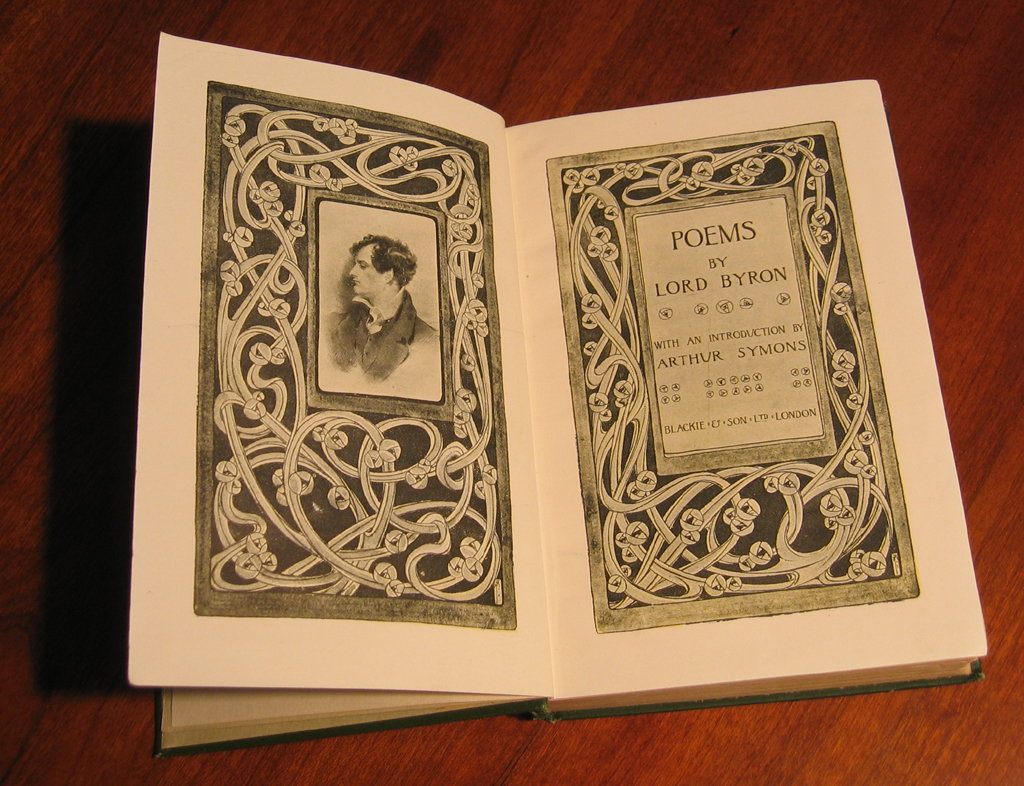 POEMS
BY
LORD BYRON
WITH AN INTRODUCTION BY
ARTHUR SYMONS
BLACKIE & SON LTD LONDON